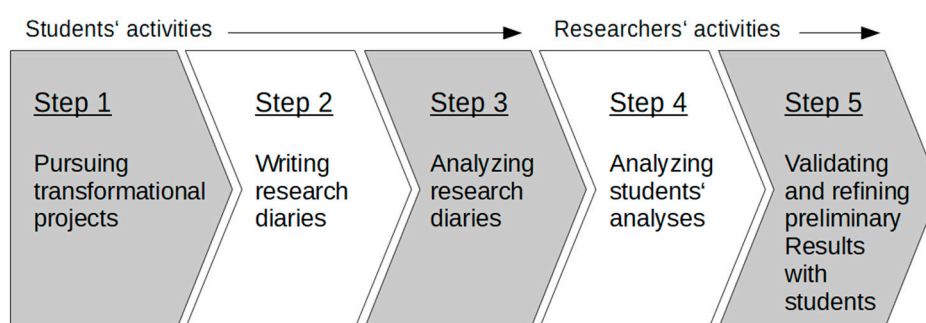 Students‘ activities
Researchers‘ activities
Step 1
Pursuing
transformational
projects
Step 2
Writing
research
diaries
Step 3
Analyzing
research
diaries
Step 4
Analyzing
students‘
analyses
Step 5
Validating
and refining
preliminary
Results
with
students